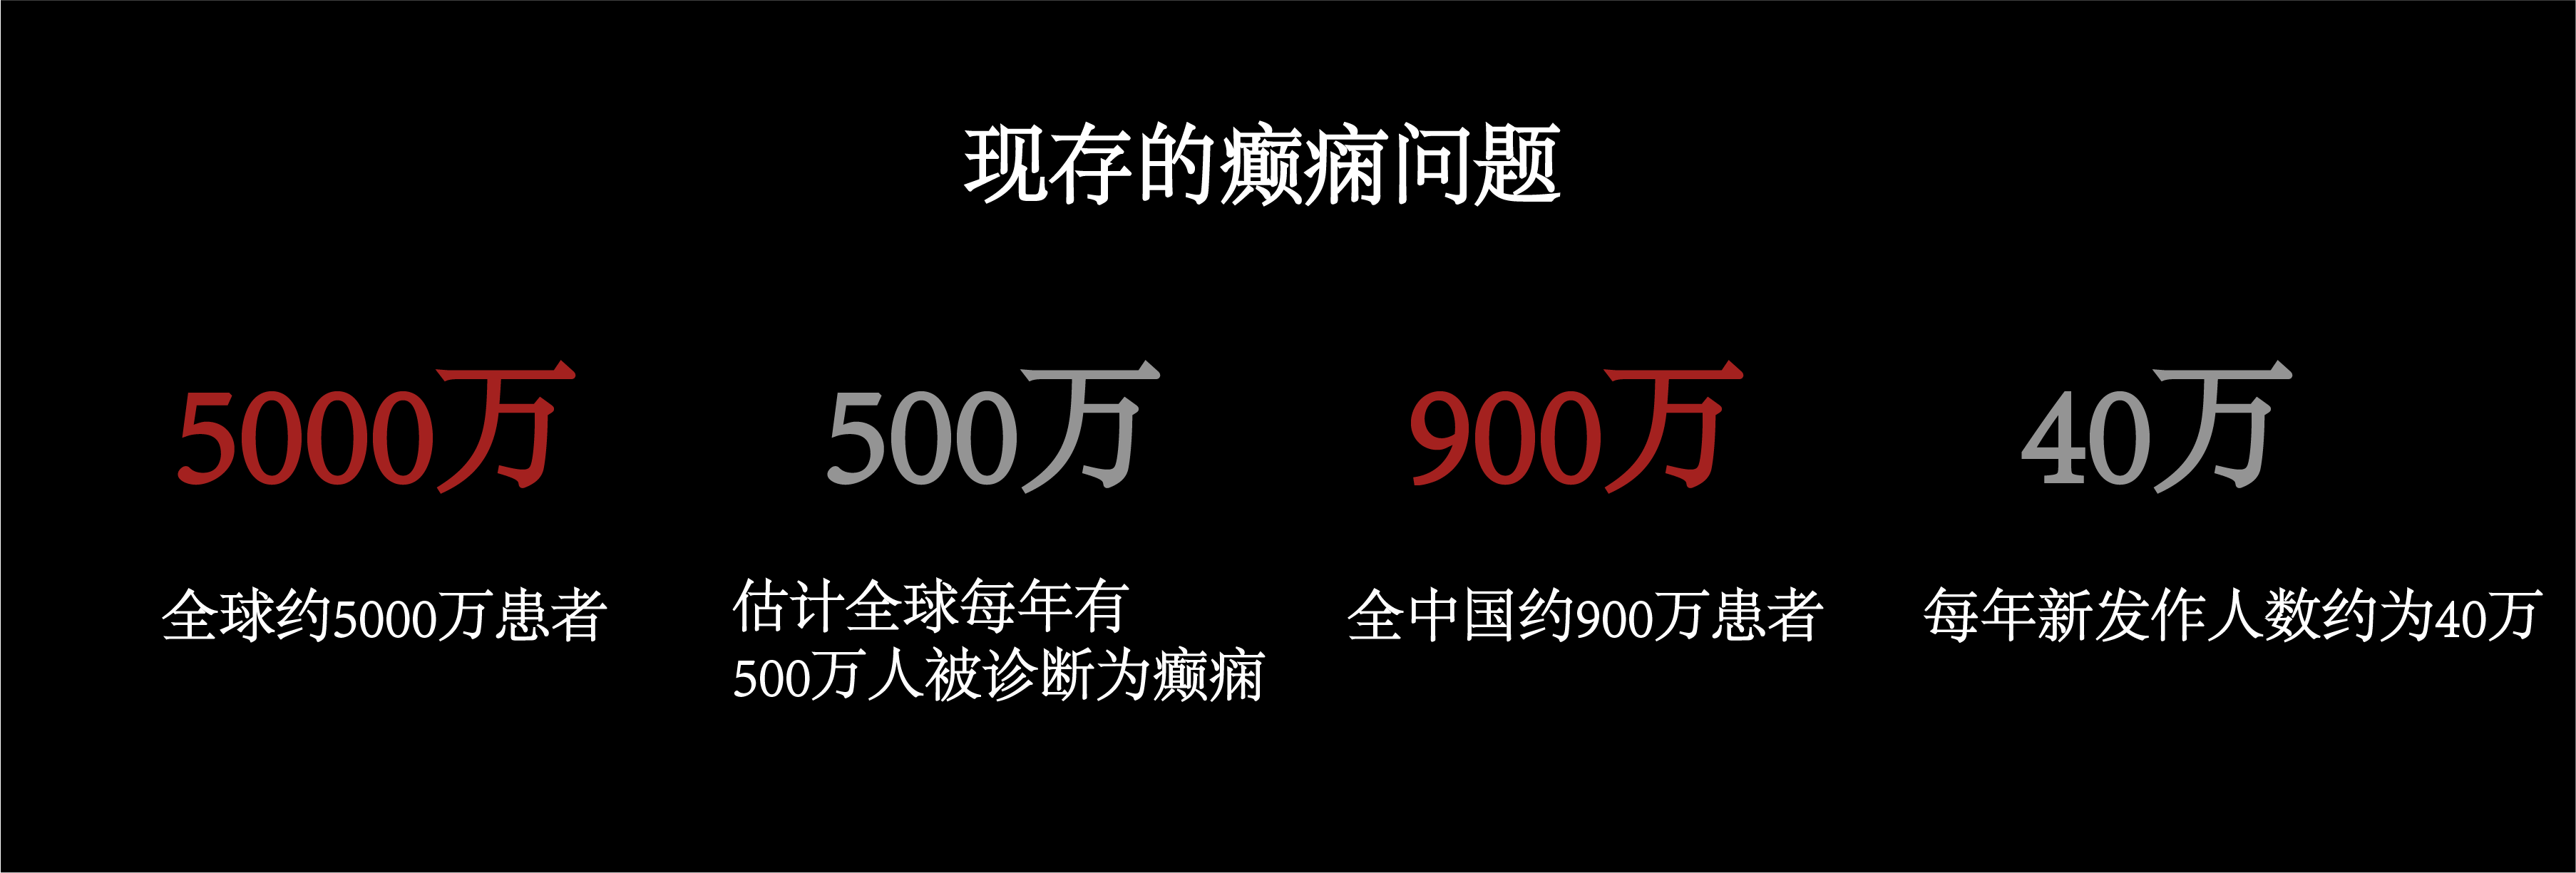 现存的癫痫问题
5000万
500万
900万
40万
全球约5000万患者
估计全球每年有
500万人被诊断为癫痫
全中国约900万患者
每年新发作人数约为40万